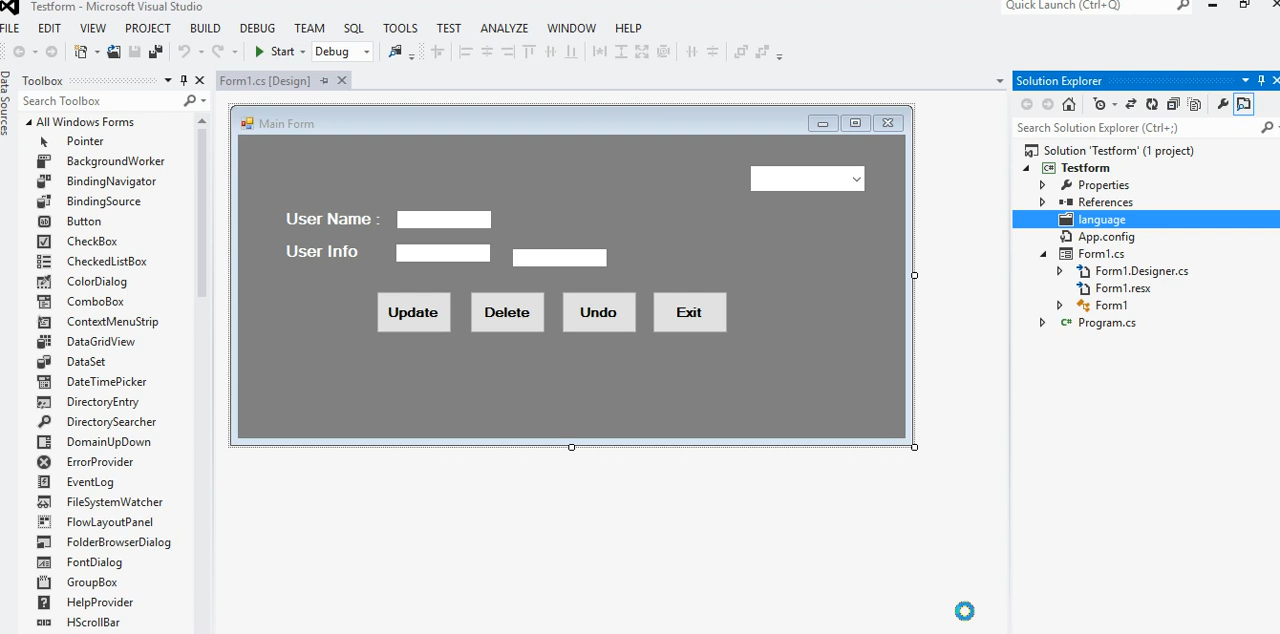 Testform - Microsoft Visual Studio
Quick Launch (Ctrl+Q)
FILE EDIT VIEW PROJECT BUILD DEBUG TEAM SQL TOOLS TEST ANALYZE WINDOW HELP
Start Debug
Data Sources
Toolbox
Search Toolbox
All Windows Forms
Pointer
BackgroundWorker
BindingNavigator
BindingSource
Button
CheckBox
CheckedListBox
ColorDialog
ComboBox
ContextMenuStrip
DataGridView
DataSet
DateTimePicker
DirectoryEntry
DirectorySearcher
DomainUpDown
ErrorProvider
EventLog
FileSystemWatcher
FlowLayoutPanel
FolderBrowserDialog
FontDialog
GroupBox
HelpProvider
HScrollBar
Form1.cs [Design]
Main Form
User Name :
User Info
Update Delete Undo Exit
Solution Explorer
Search Solution Explorer (Ctrl+;)
Solution 'Testform' (1 project)
Testform
Properties
References
language
App.config
Form1.cs
Form1.Designer.cs
Form1.resx
Form1
Program.cs